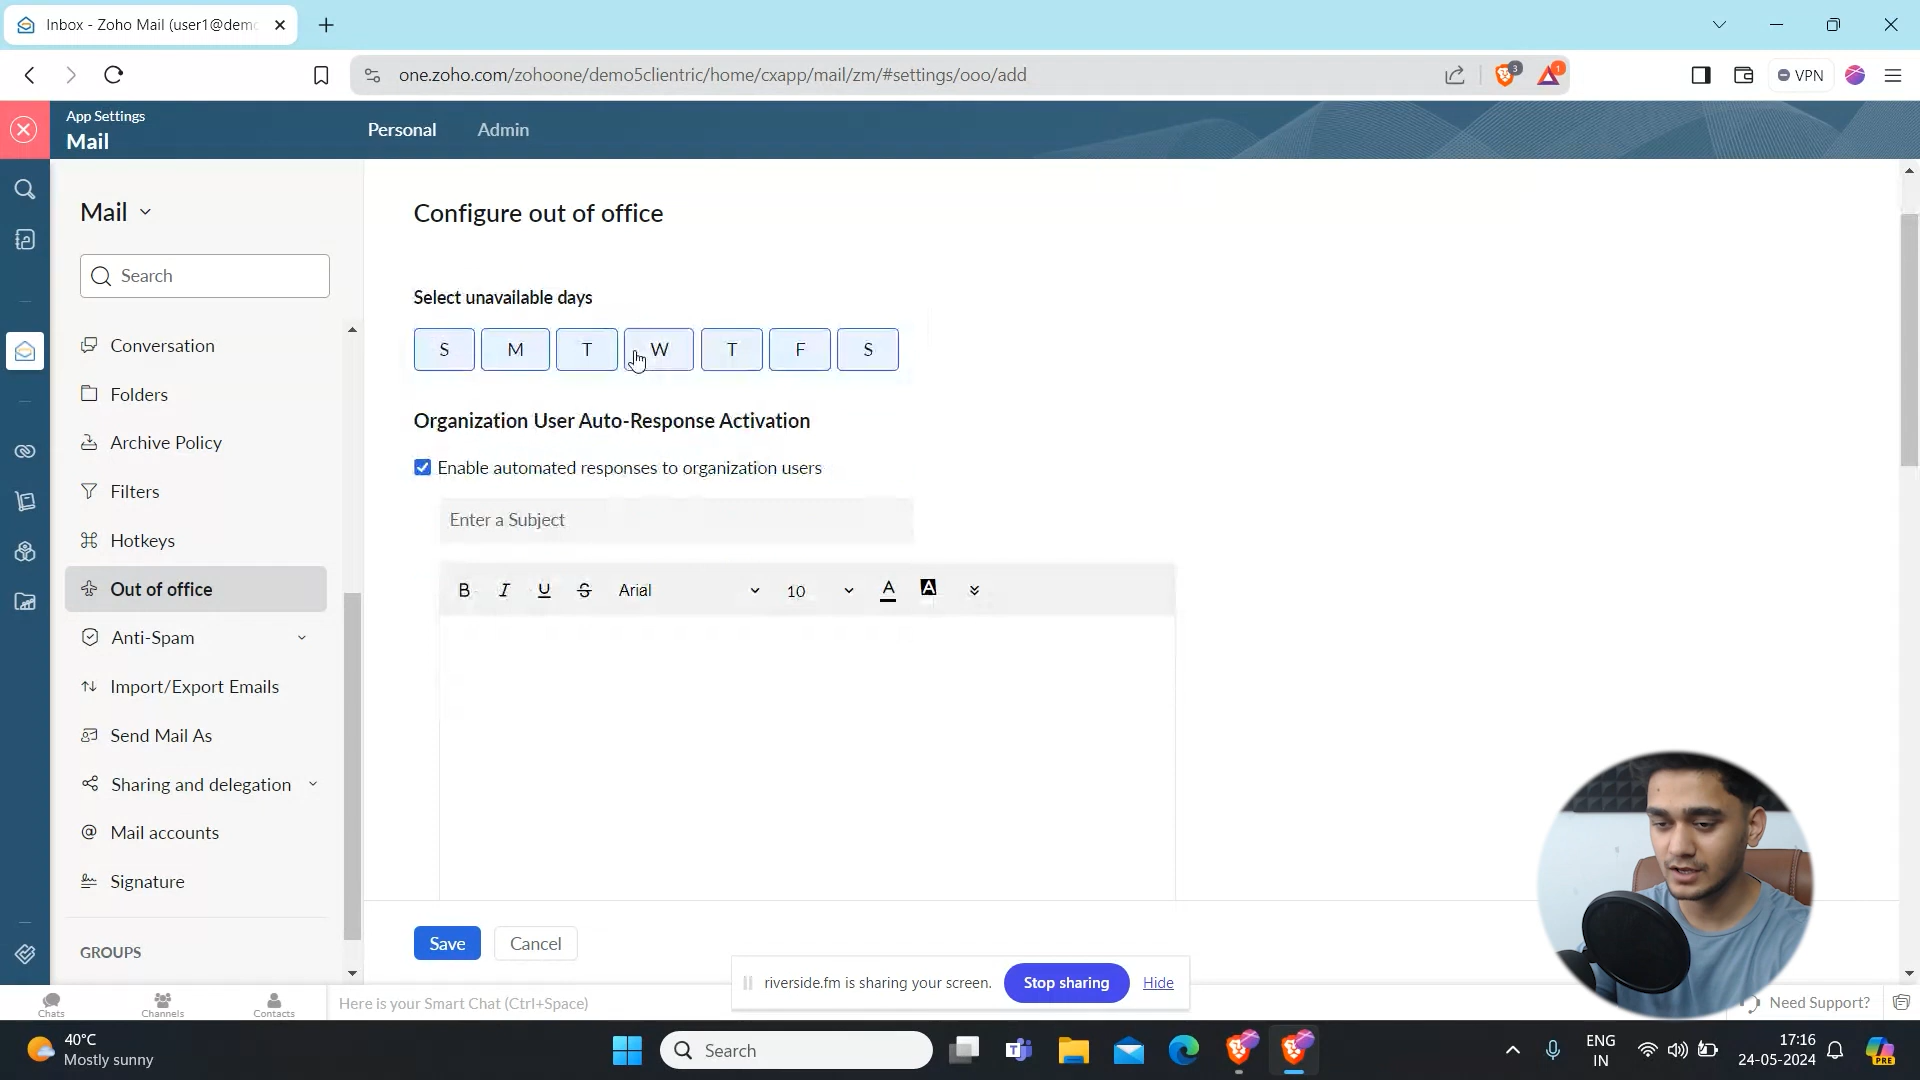 Inbox - Zoho Mail (user1@demo
one.zoho.com/zohoone/demo5clientric/home/cxapp/mail/zm/#settings/ooo/add
3
1
VPN
App Settings
Mail
Personal
Admin
Mail
Search
Conversation
Folders
Archive Policy
Filters
Hotkeys
Out of office
Anti-Spam
Import/Export Emails
Send Mail As
Sharing and delegation
Mail accounts
Signature
GROUPS
Configure out of office
Select unavailable days
S M T W T F S
Organization User Auto-Response Activation
Enable automated responses to organization users
Enter a Subject
B I U S Arial 10 A A
Save
Cancel
riverside.fm is sharing your screen.
Stop sharing
Hide
Chats
Channels
Contacts
Here is your Smart Chat (Ctrl+Space)
Need Support?
40°C
Mostly sunny
Search
ENG
IN
17:16
24-05-2024
PRE